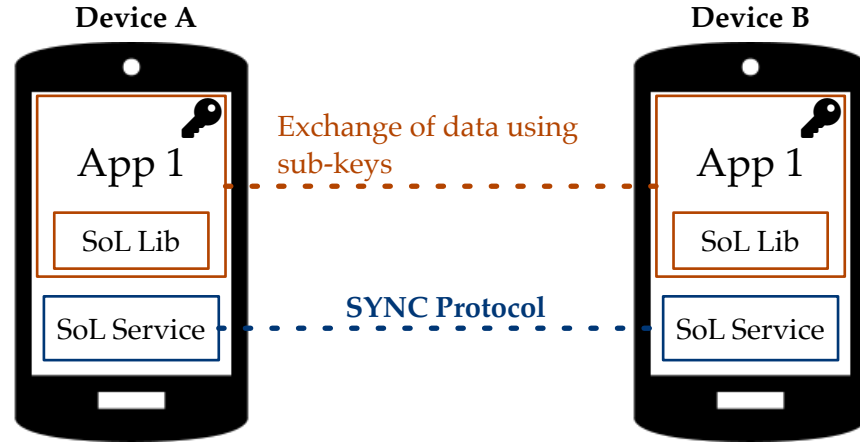 Device A
Device B
Exchange of data using
sub-keys
App 1
App 1
SoL Lib
SoL Lib
SYNC Protocol
SoL Service
SoL Service